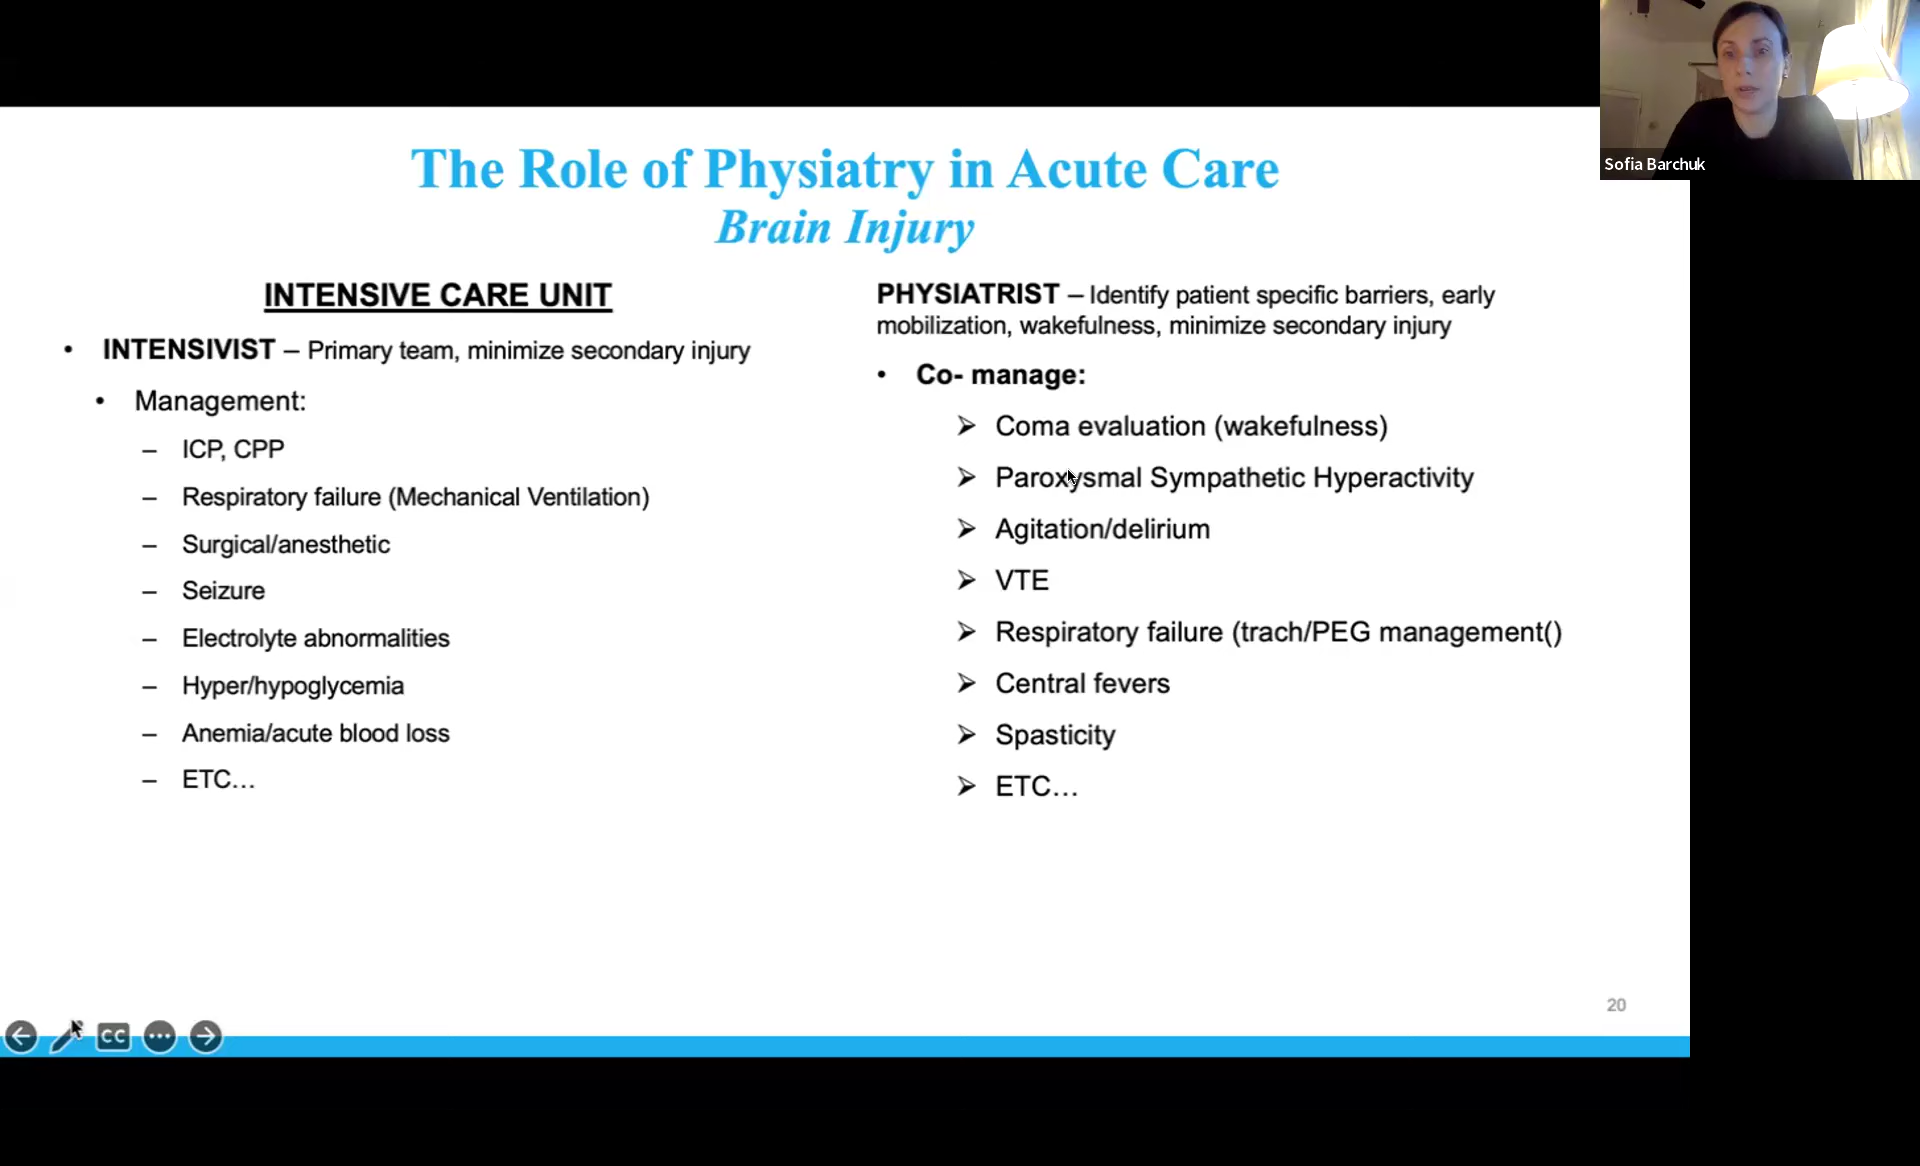 Sofia Barchuk
The Role of Physiatry in Acute Care
Brain Injury
INTENSIVE CARE UNIT
• INTENSIVIST – Primary team, minimize secondary injury
• Management:
– ICP, CPP
– Respiratory failure (Mechanical Ventilation)
– Surgical/anesthetic
– Seizure
– Electrolyte abnormalities
– Hyper/hypoglycemia
– Anemia/acute blood loss
– ETC…
PHYSIATRIST – Identify patient specific barriers, early
mobilization, wakefulness, minimize secondary injury
• Co- manage:
➢ Coma evaluation (wakefulness)
➢ Paroxysmal Sympathetic Hyperactivity
➢ Agitation/delirium
➢ VTE
➢ Respiratory failure (trach/PEG management()
➢ Central fevers
➢ Spasticity
➢ ETC…
20
CC